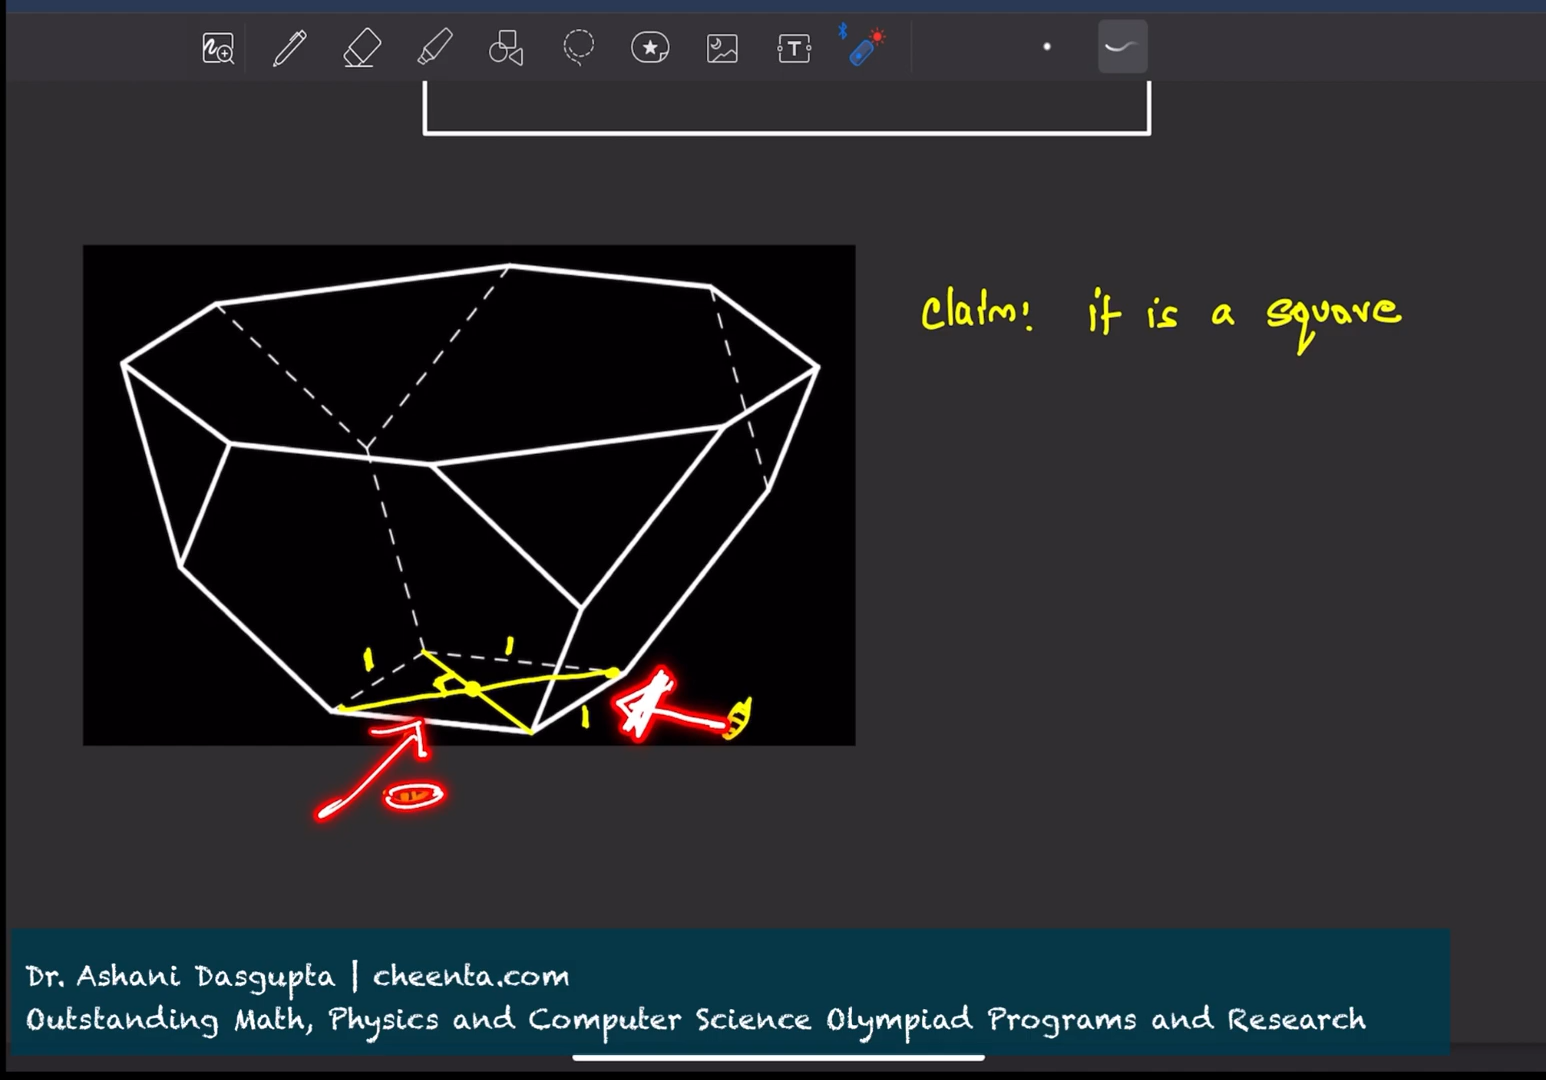 T
Claim: it is a square
1
1
1
Dr. Ashani Dasgupta | cheenta.com
Outstanding Math, Physics and Computer Science Olympiad Programs and Research